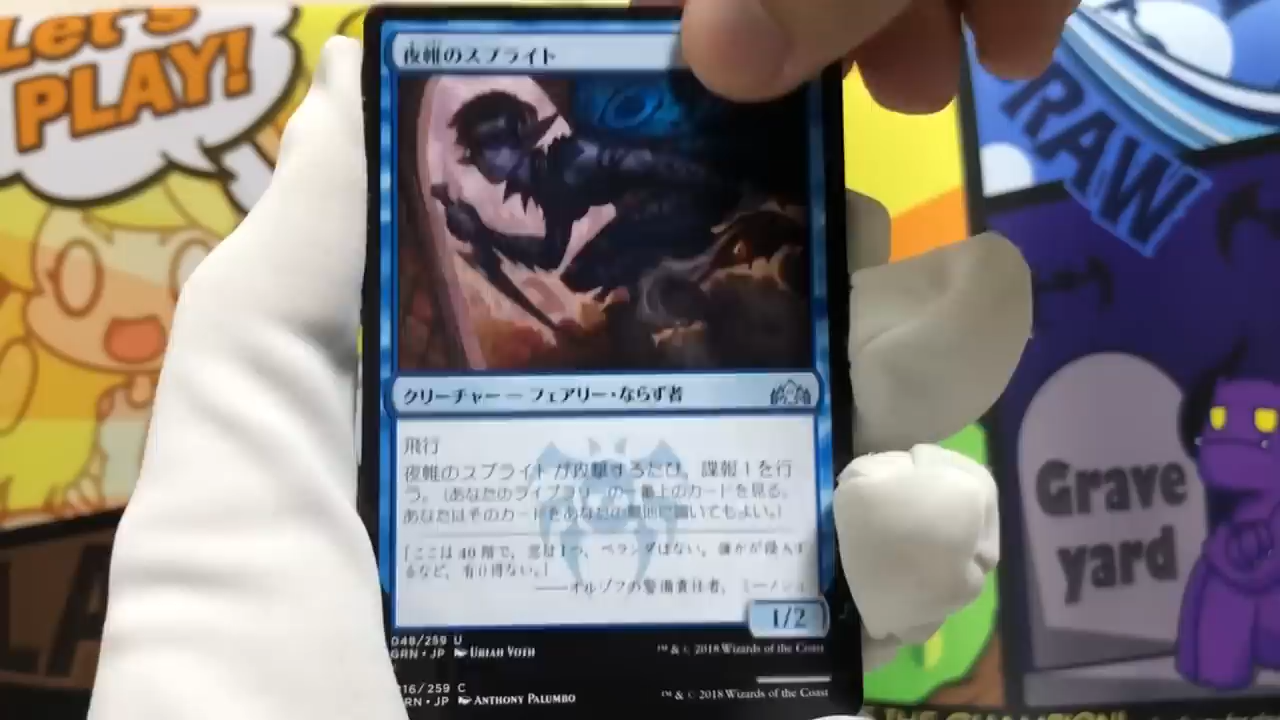 Let's
PLAY!
夜帷のスプライト
RAW
クリーチャー — フェアリー・ならず者
飛行
夜帷のスプライトが攻撃するたび、諜報1を行
う。（あなたのライブラリーの一番上のカードを見る。
あなたはそのカードをあなたの墓地に置いてもよい。）
「ここは40階で、窓は1つ、ベランダはない。誰かが侵入す
るなど、有り得ない。」
——オルゾフの警備責任者、ミーノジュ
1/2
048/259 U
GRN・JP URIAH VOTH
™ & © 2018 Wizards of the Coast
16/259 C
RN・JP ANTHONY PALUMBO
™ & © 2018 Wizards of the Coast
Grave
yard
THE CHAMPION!